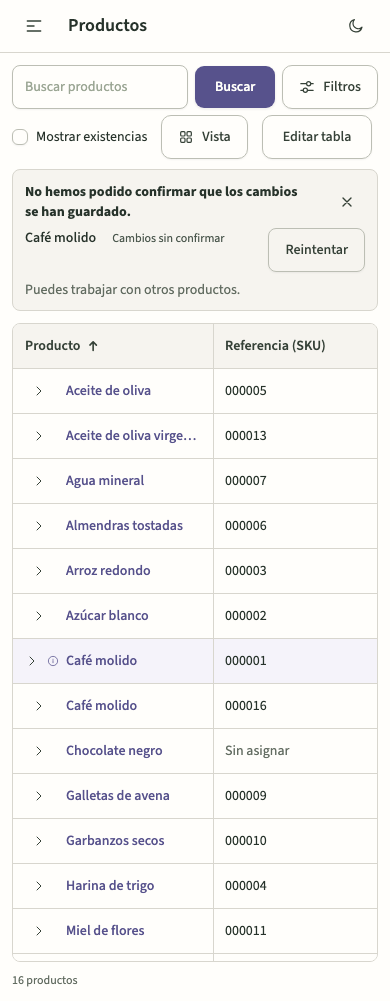 Productos
Buscar productos
Buscar
Filtros
Mostrar existencias
Vista
Editar tabla
No hemos podido confirmar que los cambios
se han guardado.
Café molido Cambios sin confirmar
Reintentar
Puedes trabajar con otros productos.
Producto ↑ Referencia (SKU)
Aceite de oliva 000005
Aceite de oliva virge... 000013
Agua mineral 000007
Almendras tostadas 000006
Arroz redondo 000003
Azúcar blanco 000002
Café molido 000001
Café molido 000016
Chocolate negro Sin asignar
Galletas de avena 000009
Garbanzos secos 000010
Harina de trigo 000004
Miel de flores 000011
16 productos